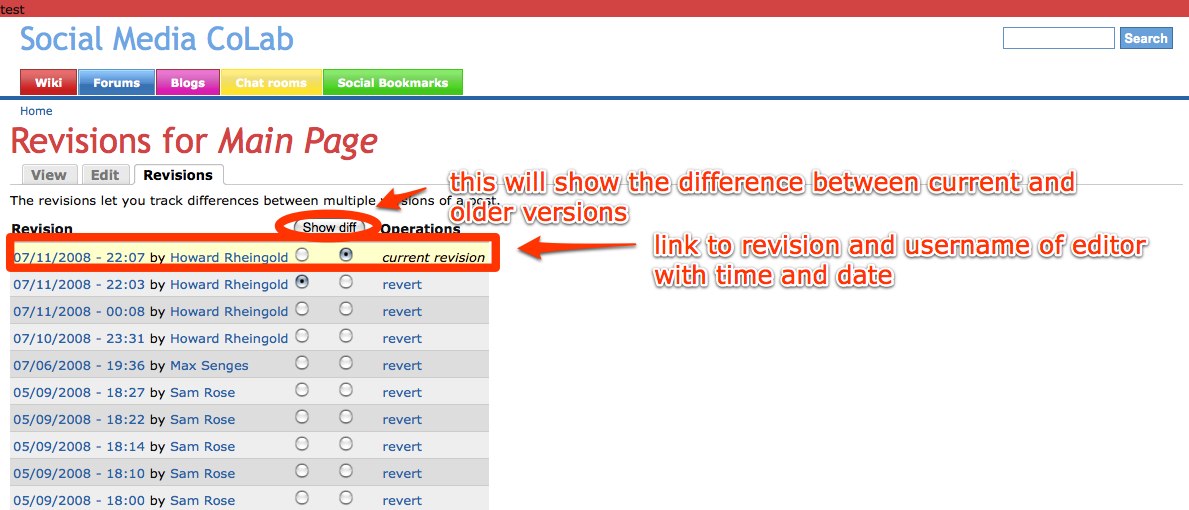 test
Social Media CoLab
Search
Wiki Forums Blogs Chat rooms Social Bookmarks
Home
Revisions for Main Page
View Edit Revisions
this will show the difference between current and
older versions
The revisions let you track differences between multiple versions of a post.
Revision Show diff Operations
07/11/2008 - 22:07 by Howard Rheingold current revision
link to revision and username of editor
with time and date
07/11/2008 - 22:03 by Howard Rheingold revert
07/11/2008 - 00:08 by Howard Rheingold revert
07/10/2008 - 23:31 by Howard Rheingold revert
07/06/2008 - 19:36 by Max Senges revert
05/09/2008 - 18:27 by Sam Rose revert
05/09/2008 - 18:22 by Sam Rose revert
05/09/2008 - 18:14 by Sam Rose revert
05/09/2008 - 18:10 by Sam Rose revert
05/09/2008 - 18:00 by Sam Rose revert